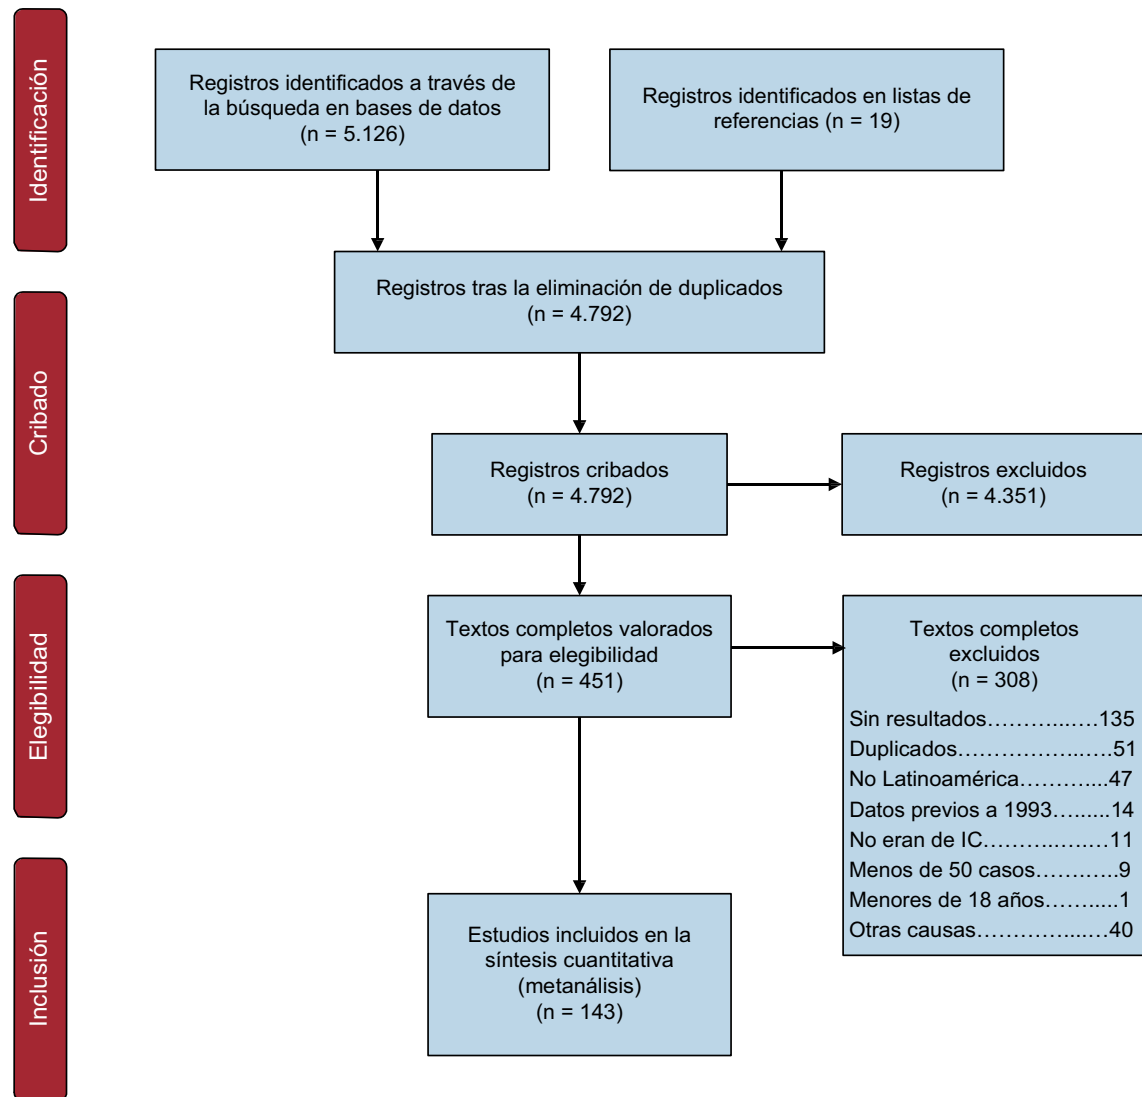 Identificación
Registros identificados a través de
la búsqueda en bases de datos
(n = 5.126)
Registros identificados en listas de
referencias (n = 19)
Registros tras la eliminación de duplicados
(n = 4.792)
Cribado
Registros cribados
(n = 4.792)
Registros excluidos
(n = 4.351)
Elegibilidad
Textos completos valorados
para elegibilidad
(n = 451)
Textos completos
excluidos
(n = 308)
Sin resultados………...….135
Duplicados……………..….51
No Latinoamérica………....47
Datos previos a 1993…......14
No eran de IC………..….…11
Menos de 50 casos…….….9
Menores de 18 años…….....1
Otras causas…………...…40
Inclusión
Estudios incluidos en la
síntesis cuantitativa
(metanálisis)
(n = 143)